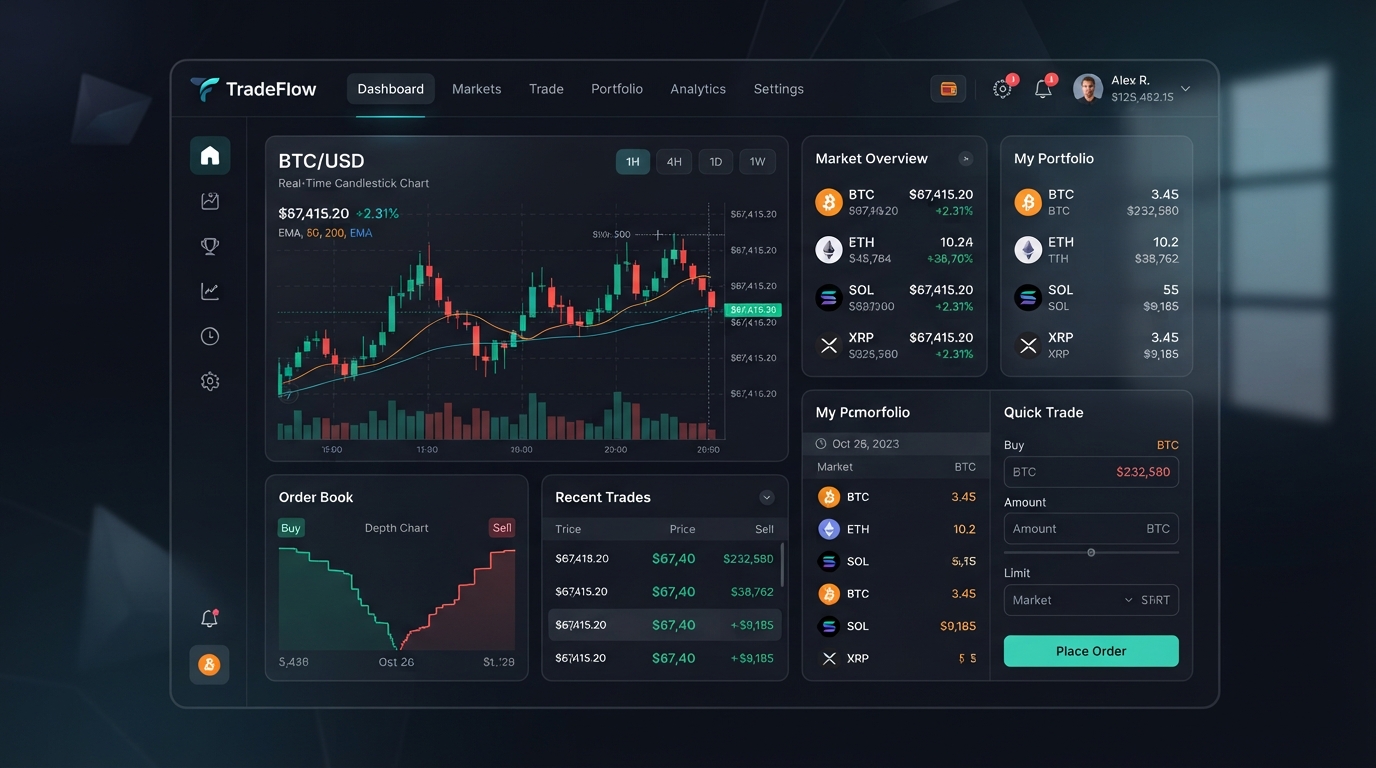 TradeFlow
Dashboard
Markets
Trade
Portfolio
Analytics
Settings
Alex R.
BTC/USD
Real-Time Candlestick Chart
1H
4H
1D
1W
$67,415.20 +2.31%
EMA, 50, 200, EMA
$67,415.20
$67,415.20
$67,415.20
$67,415.20
$67,416.20
20:00
Market Overview
BTC $67,415.20
+2.31%
ETH 10.24
SOL $67,415.20
+2.31%
XRP $67,415.20
+2.31%
My Portfolio
BTC 3.45
BTC $232,580
ETH 10.2
$38,762
SOL 55
SOL $9,185
XRP 3.45
XRP $9,185
Order Book
Buy
Depth Chart
Sell
Recent Trades
Trice Price Sell
$67,418.20 $67,40 $232,580
$67,415.20 $67,40 $38,762
$67,415.20 $67,40 +$9,185
$67,415.20 $67,40 +$9,185
My Pɒmorfolio
Oct 26, 2023
Market BTC
BTC 3.45
ETH 10.2
SOL
BTC 3.45
SOL $9,185
XRP
Quick Trade
Buy BTC
BTC $232,580
Amount
Amount BTC
Limit
Market
Place Order